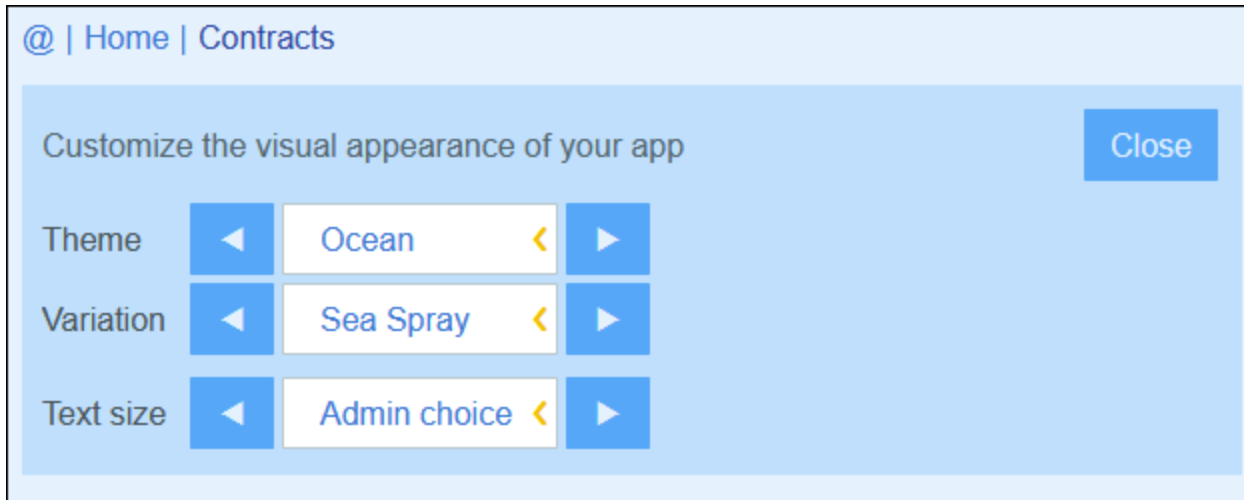 @ | Home | Contracts
Customize the visual appearance of your app
Close
Theme ◀ Ocean ‹ ▶
Variation ◀ Sea Spray ‹ ▶
Text size ◀ Admin choice ‹ ▶